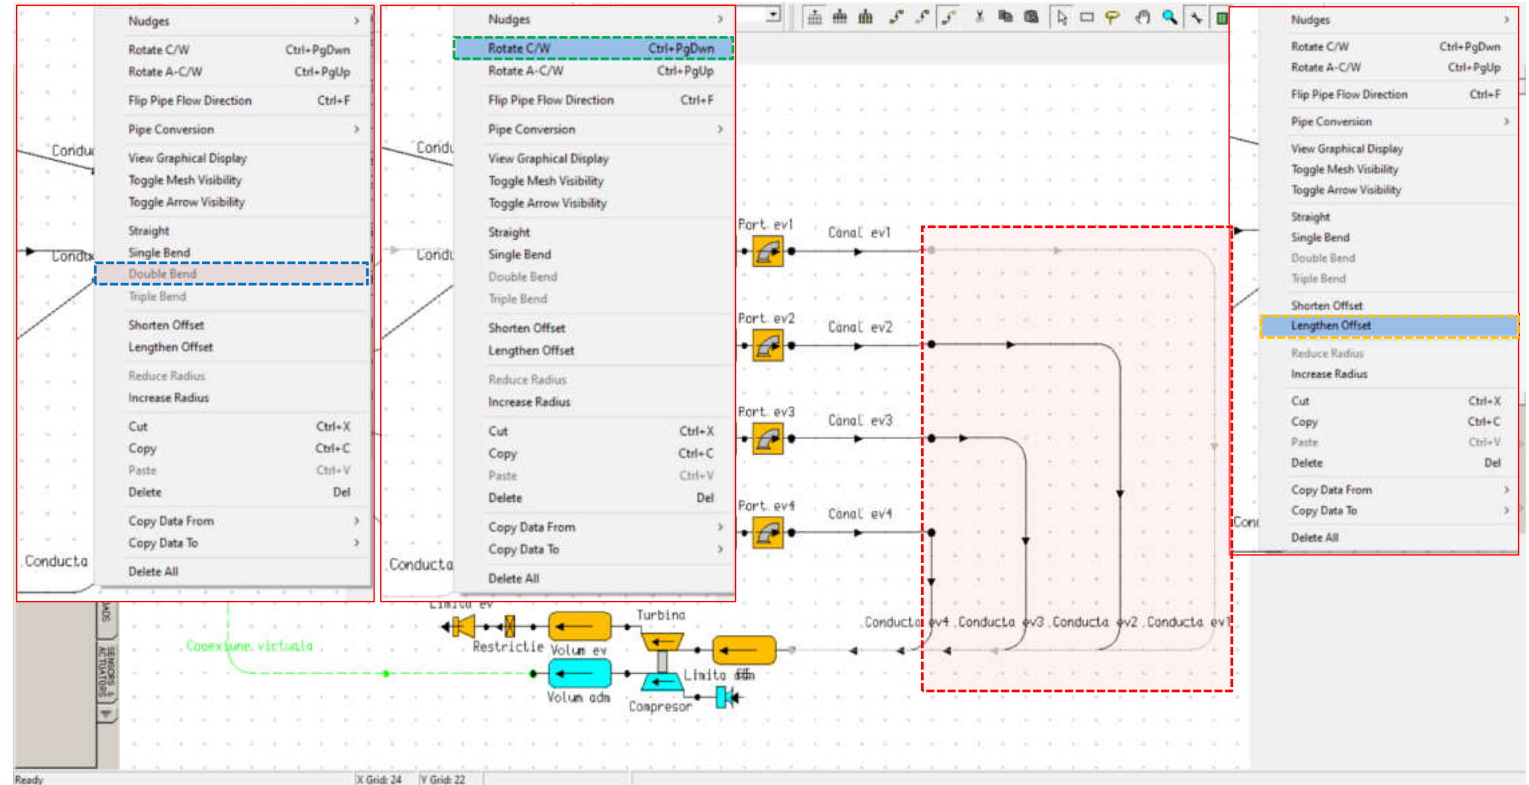 Nudges
Rotate C/W Ctrl+PgDwn
Rotate A-C/W Ctrl+PgUp
Flip Pipe Flow Direction Ctrl+F
Pipe Conversion
View Graphical Display
Toggle Mesh Visibility
Toggle Arrow Visibility
Straight
Single Bend
Double Bend
Triple Bend
Shorten Offset
Lengthen Offset
Reduce Radius
Increase Radius
Cut Ctrl+X
Copy Ctrl+C
Paste Ctrl+V
Delete Del
Copy Data From
Copy Data To
Delete All
Conducta
Nudges
Rotate C/W Ctrl+PgDwn
Rotate A-C/W Ctrl+PgUp
Flip Pipe Flow Direction Ctrl+F
Pipe Conversion
View Graphical Display
Toggle Mesh Visibility
Toggle Arrow Visibility
Straight
Single Bend
Double Bend
Triple Bend
Shorten Offset
Lengthen Offset
Reduce Radius
Increase Radius
Cut Ctrl+X
Copy Ctrl+C
Paste Ctrl+V
Delete Del
Copy Data From
Copy Data To
Delete All
Conducta
Port ev1
Canal ev1
Port ev2
Canal ev2
Port ev3
Canal ev3
Port ev4
Canal ev4
Conducta ev4 Conducta ev3 Conducta ev2 Conducta ev1
Nudges
Rotate C/W Ctrl+PgDwn
Rotate A-C/W Ctrl+PgUp
Flip Pipe Flow Direction Ctrl+F
Pipe Conversion
View Graphical Display
Toggle Mesh Visibility
Toggle Arrow Visibility
Straight
Single Bend
Double Bend
Triple Bend
Shorten Offset
Lengthen Offset
Reduce Radius
Increase Radius
Cut Ctrl+X
Copy Ctrl+C
Paste Ctrl+V
Delete Del
Copy Data From
Copy Data To
Delete All
Limita ev
Turbina
Restrictie Volum ev
Conexiune virtuala
Volum adm
Compresor
Limita adm
SENSORS & ACTUATORS
Ready X Grid: 24 Y Grid: 22